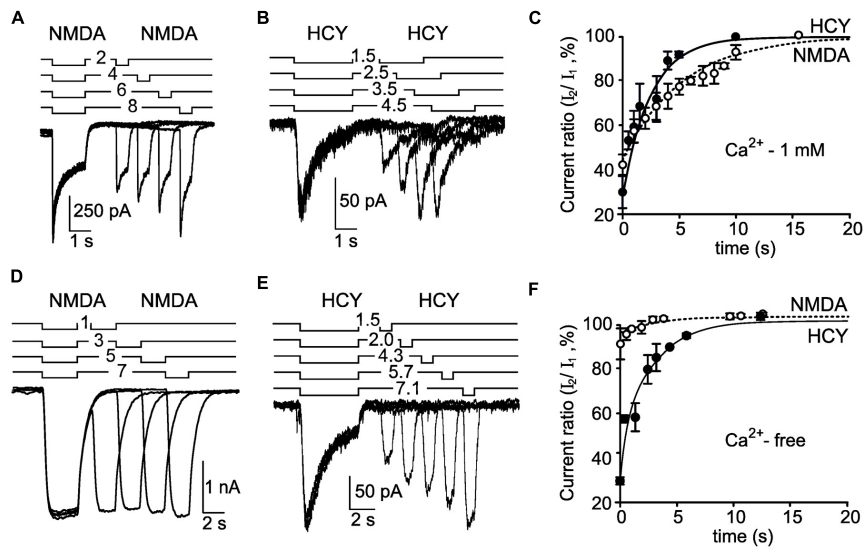 A
NMDA NMDA
2
4
6
8
250 pA
1 s
B
HCY HCY
1.5
2.5
3.5
4.5
50 pA
1 s
C
Current ratio (I2/ I1 ,%)
100
80
60
40
20
0 5 10 15 20
time (s)
HCY
NMDA
Ca2+ - 1 mM
D
NMDA NMDA
1
3
5
7
1 nA
2 s
E
HCY HCY
1.5
2.0
4.3
5.7
7.1
50 pA
2 s
F
Current ratio (I2/ I1 ,%)
100
80
60
40
20
0 5 10 15 20
time (s)
NMDA
HCY
Ca2+- free